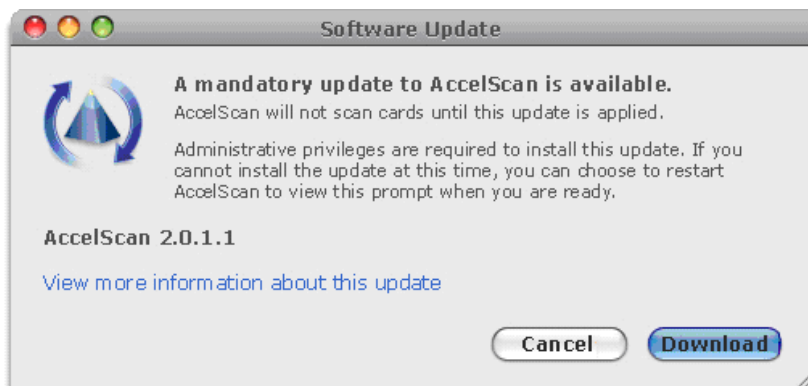 Software Update
A mandatory update to AccelScan is available.
AccelScan will not scan cards until this update is applied.
Administrative privileges are required to install this update. If you
cannot install the update at this time, you can choose to restart
AccelScan to view this prompt when you are ready.
AccelScan 2.0.1.1
View more information about this update
Cancel Download